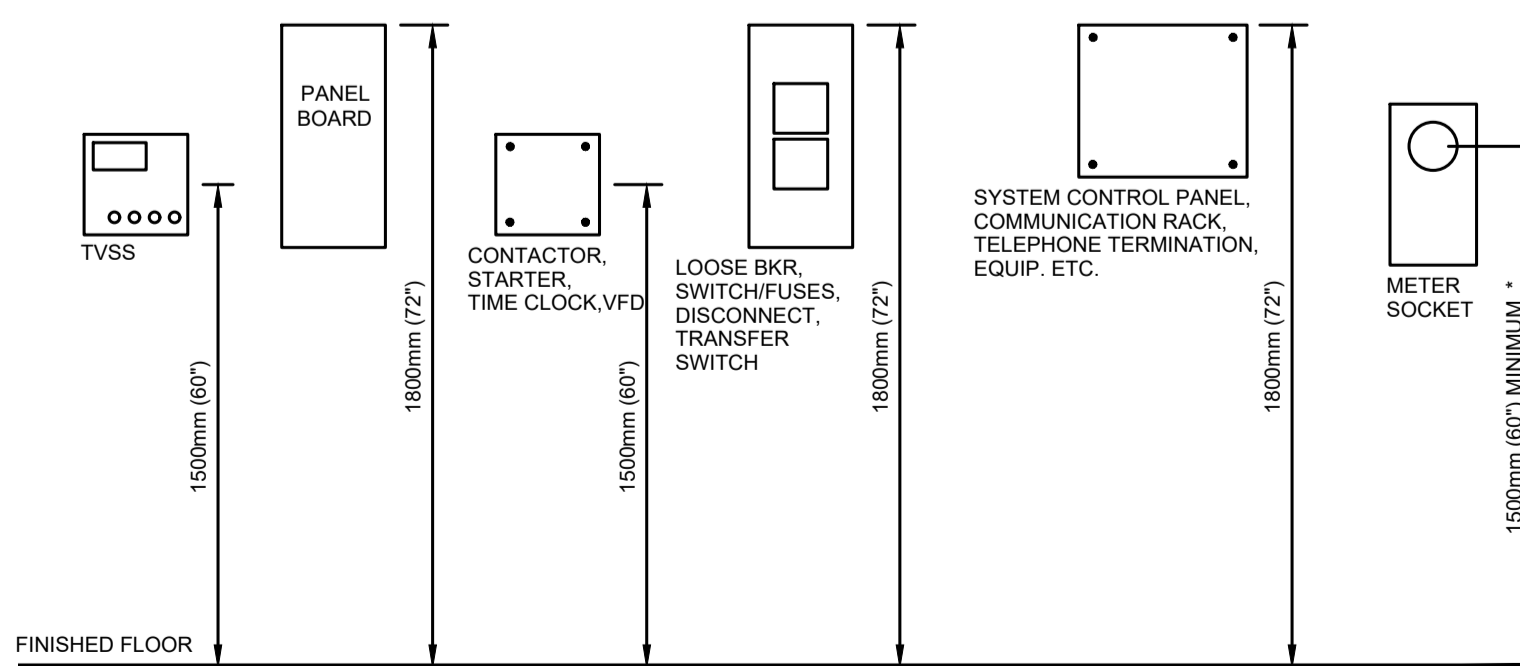 PANEL
BOARD
TVSS
CONTACTOR,
STARTER,
TIME CLOCK,VFD
LOOSE BKR,
SWITCH/FUSES,
DISCONNECT,
TRANSFER
SWITCH
SYSTEM CONTROL PANEL,
COMMUNICATION RACK,
TELEPHONE TERMINATION,
EQUIP. ETC.
METER
SOCKET
1500mm (60")
1800mm (72")
1500mm (60")
1800mm (72")
1800mm (72")
1500mm (60") MINIMUM *
FINISHED FLOOR